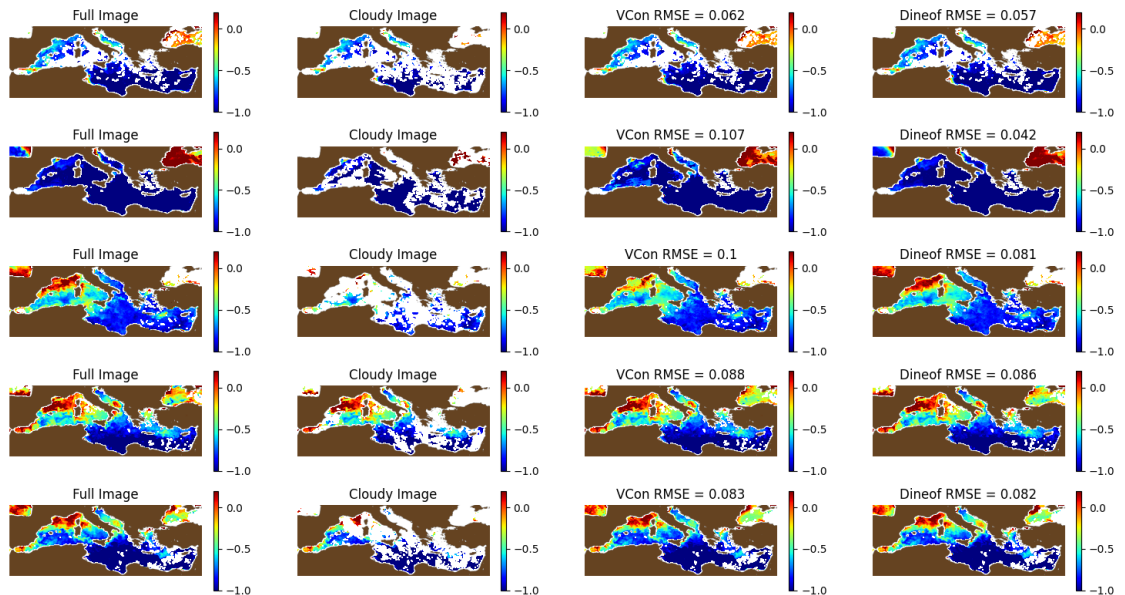 Full Image Cloudy Image VCon RMSE = 0.062 Dineof RMSE = 0.057
0.0 0.0 0.0 0.0
−0.5 −0.5 −0.5 −0.5
−1.0 −1.0 −1.0 −1.0
Full Image Cloudy Image VCon RMSE = 0.107 Dineof RMSE = 0.042
0.0 0.0 0.0 0.0
−0.5 −0.5 −0.5 −0.5
−1.0 −1.0 −1.0 −1.0
Full Image Cloudy Image VCon RMSE = 0.1 Dineof RMSE = 0.081
0.0 0.0 0.0 0.0
−0.5 −0.5 −0.5 −0.5
−1.0 −1.0 −1.0 −1.0
Full Image Cloudy Image VCon RMSE = 0.088 Dineof RMSE = 0.086
0.0 0.0 0.0 0.0
−0.5 −0.5 −0.5 −0.5
−1.0 −1.0 −1.0 −1.0
Full Image Cloudy Image VCon RMSE = 0.083 Dineof RMSE = 0.082
0.0 0.0 0.0 0.0
−0.5 −0.5 −0.5 −0.5
−1.0 −1.0 −1.0 −1.0